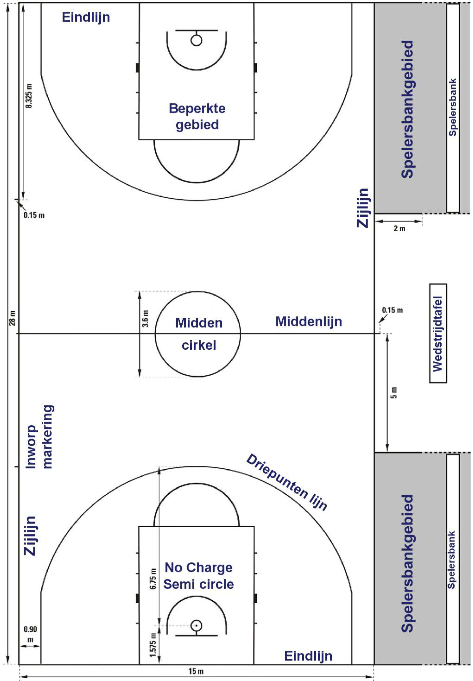 Eindlijn
8.325 m
Beperkte
gebied
Spelersbankgebied
Spelersbank
Zijlijn
0.15 m
2 m
28 m
3.6 m
Midden
cirkel
Middenlijn
0.15 m
Wedstrijdtafel
5 m
Inworp
markering
Driepunten lijn
Zijlijn
6.75 m
No Charge
Semi circle
Spelersbankgebied
Spelersbank
0.90
m
1.575 m
Eindlijn
15 m